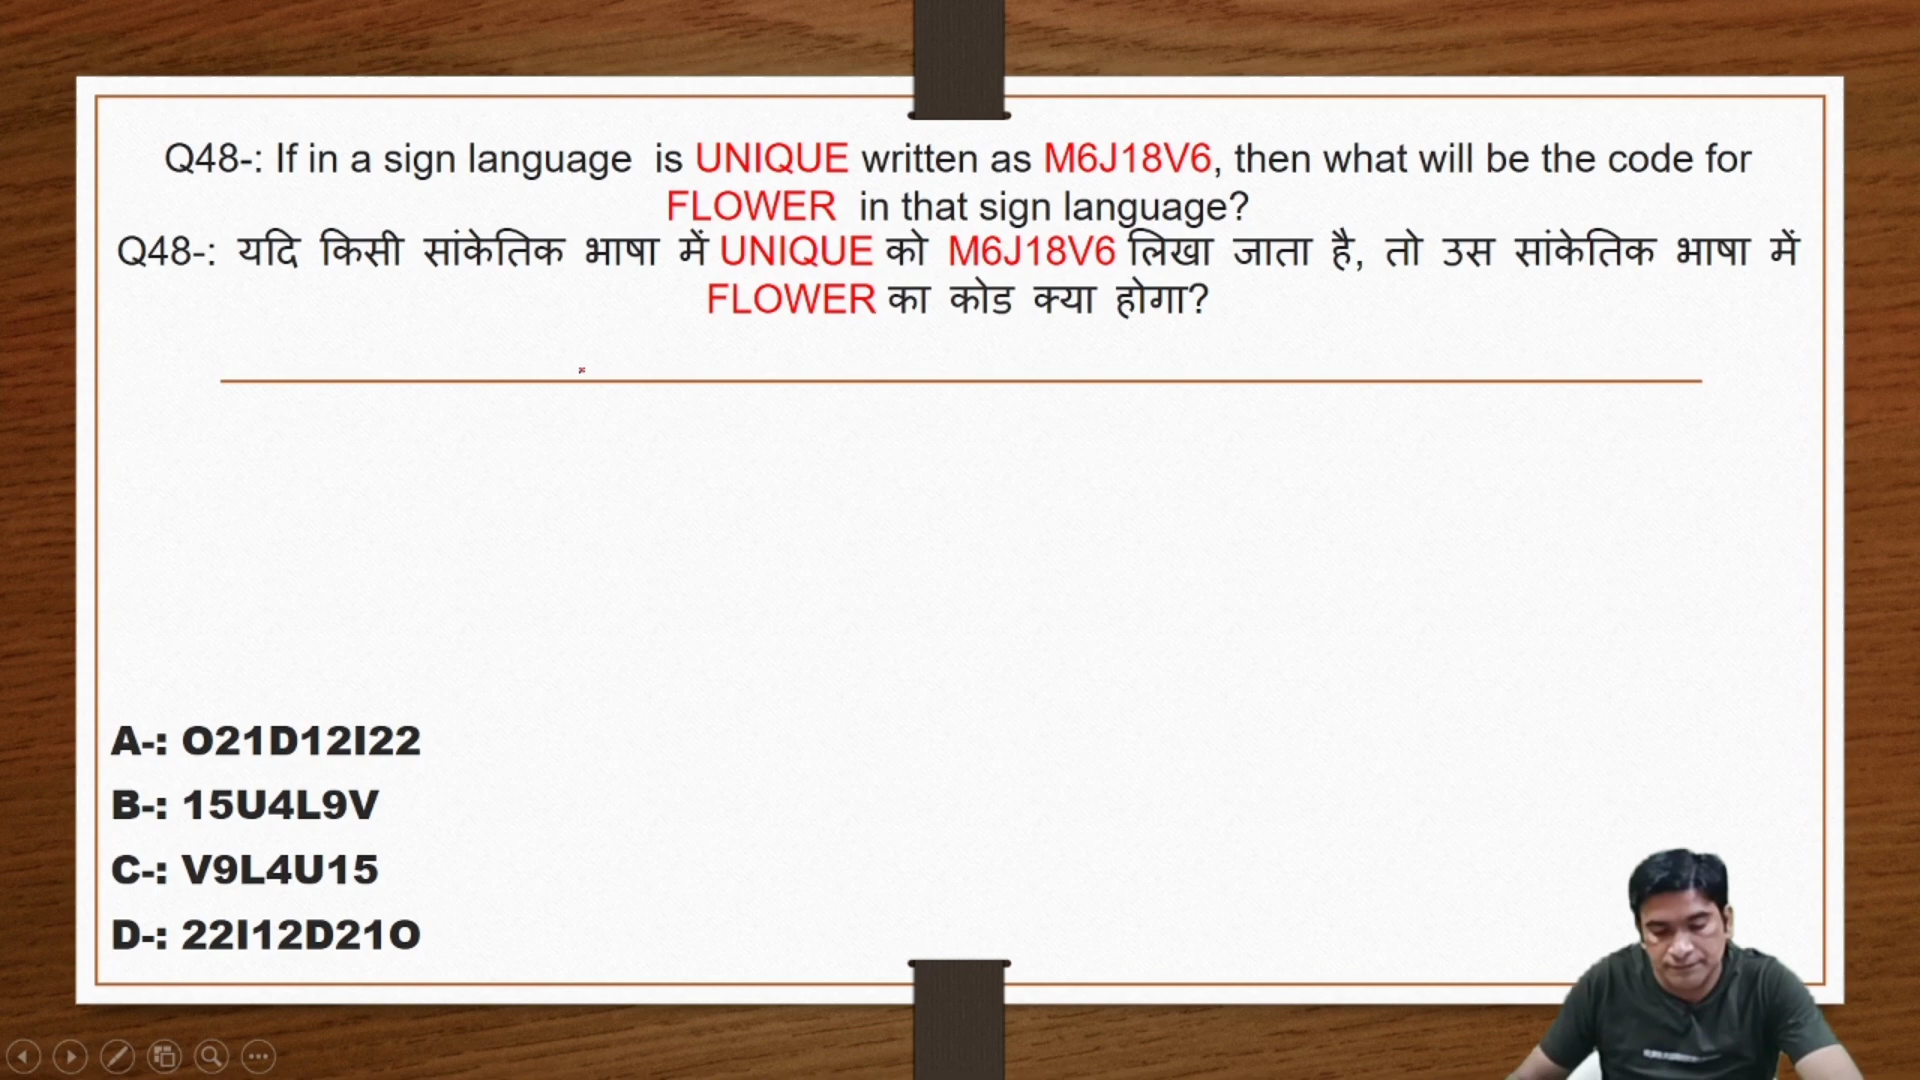 Q48-: If in a sign language is UNIQUE written as M6J18V6, then what will be the code for
FLOWER in that sign language?
Q48-: यदि किसी सांकेतिक भाषा में UNIQUE को M6J18V6 लिखा जाता है, तो उस सांकेतिक भाषा में
FLOWER का कोड क्या होगा?
A-: O21D12I22
B-: 15U4L9V
C-: V9L4U15
D-: 22I12D21O